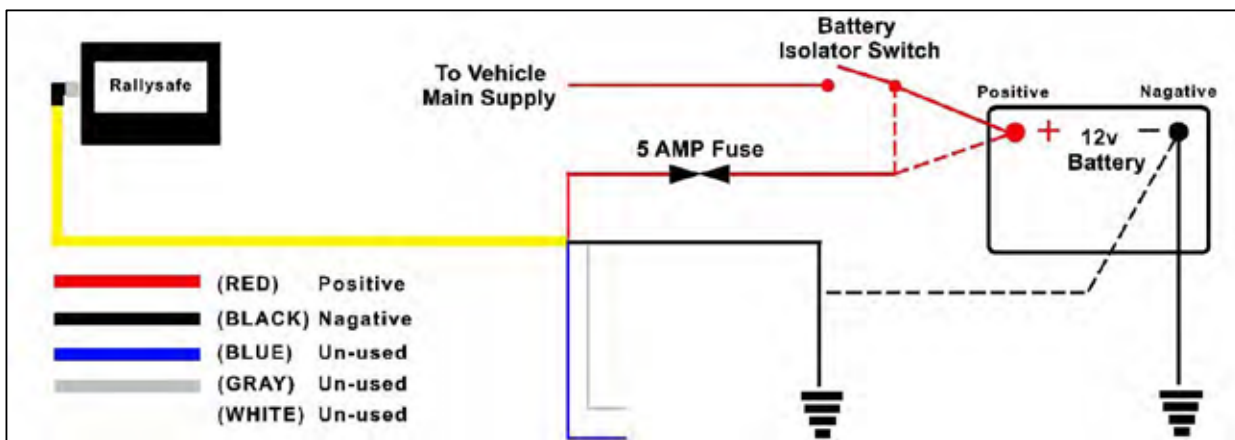 Rallysafe
To Vehicle
Main Supply
Battery
Isolator Switch
Positive
Nagative
+
12v
–
Battery
5 AMP Fuse
(RED) Positive
(BLACK) Nagative
(BLUE) Un-used
(GRAY) Un-used
(WHITE) Un-used